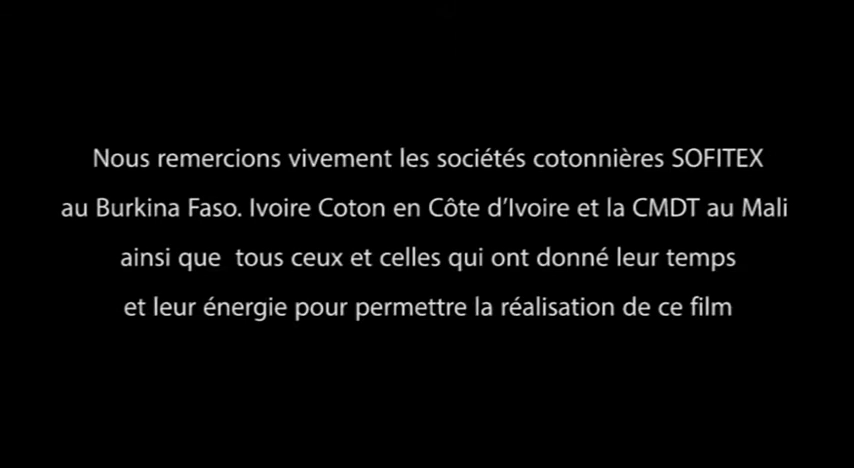 Nous remercions vivement les sociétés cotonnières SOFITEX
au Burkina Faso. Ivoire Coton en Côte d’Ivoire et la CMDT au Mali
ainsi que  tous ceux et celles qui ont donné leur temps
et leur énergie pour permettre la réalisation de ce film